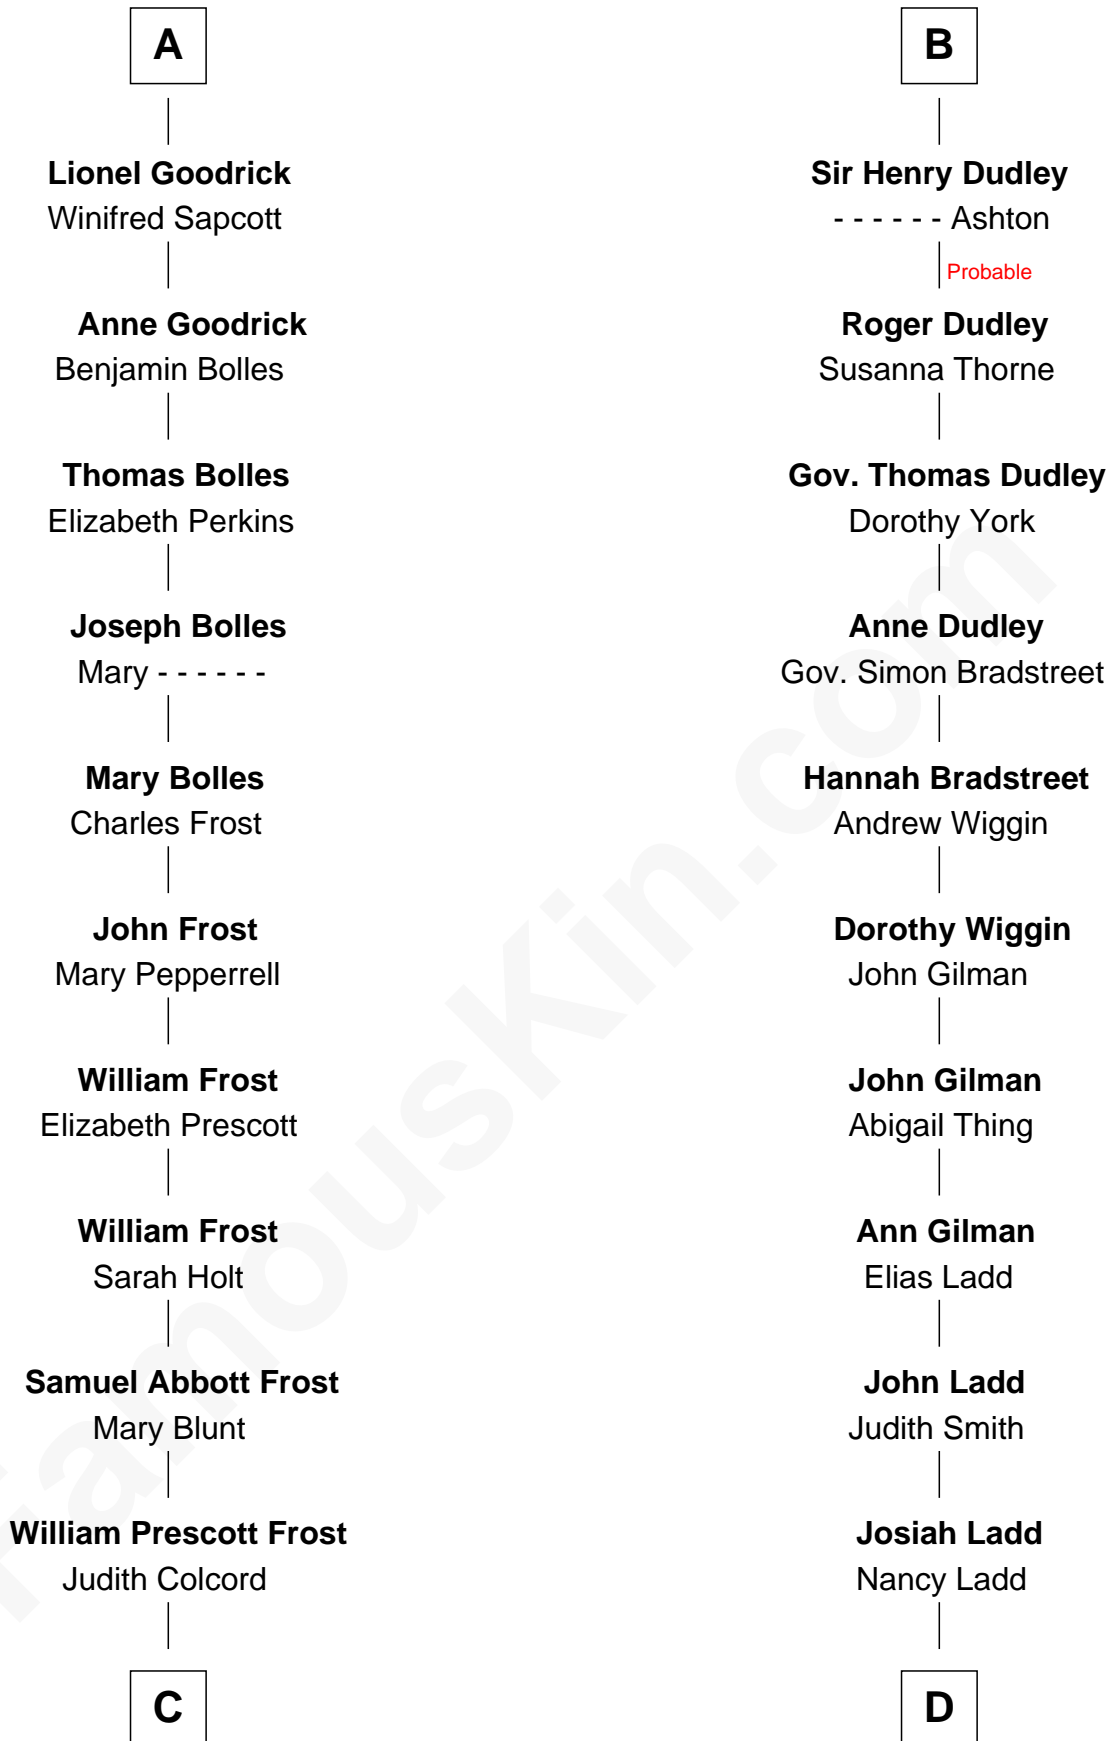 A
Lionel Goodrick
Winifred Sapcott
Anne Goodrick
Benjamin Bolles
Thomas Bolles
Elizabeth Perkins
Joseph Bolles
Mary - - - - - -
Mary Bolles
Charles Frost
John Frost
Mary Pepperrell
William Frost
Elizabeth Prescott
William Frost
Sarah Holt
Samuel Abbott Frost
Mary Blunt
William Prescott Frost
Judith Colcord
C
B
Sir Henry Dudley
- - - - - - Ashton
Probable
Roger Dudley
Susanna Thorne
Gov. Thomas Dudley
Dorothy York
Anne Dudley
Gov. Simon Bradstreet
Hannah Bradstreet
Andrew Wiggin
Dorothy Wiggin
John Gilman
John Gilman
Abigail Thing
Ann Gilman
Elias Ladd
John Ladd
Judith Smith
Josiah Ladd
Nancy Ladd
D
FamousKin.com